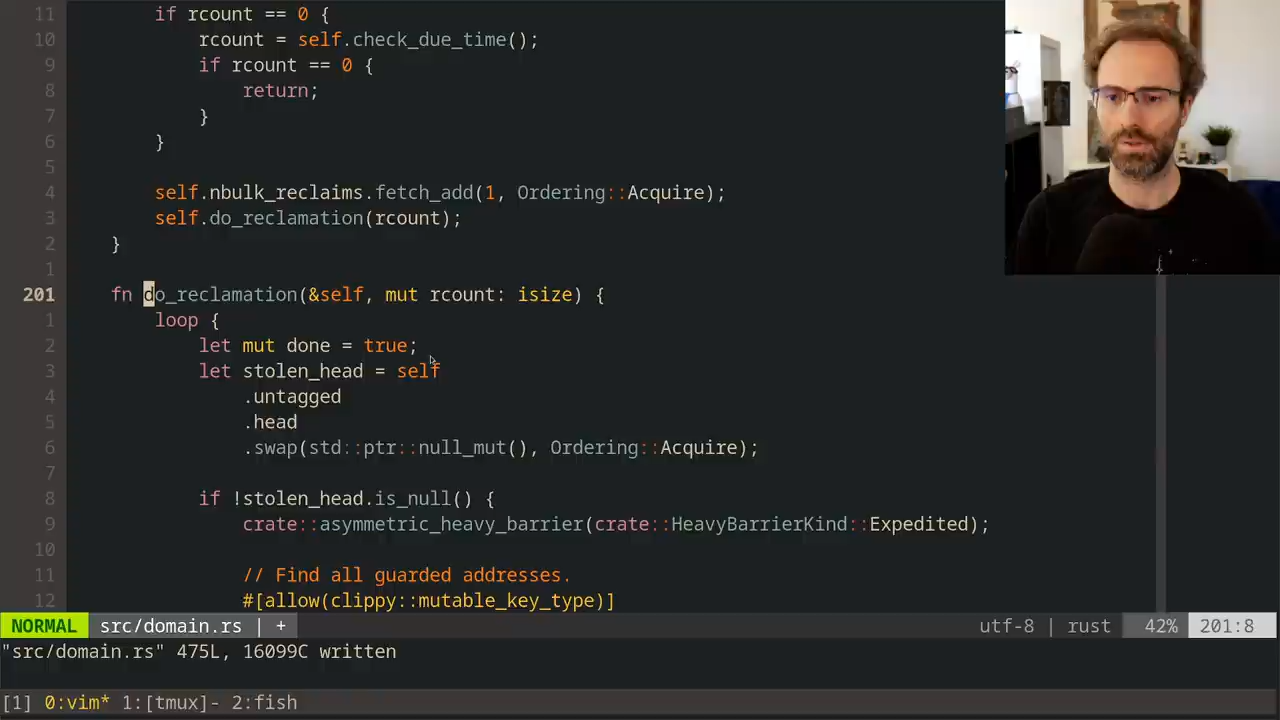 11 if rcount == 0 {
10 rcount = self.check_due_time();
9 if rcount == 0 {
8 return;
7 }
6 }
5
4 self.nbulk_reclaims.fetch_add(1, Ordering::Acquire);
3 self.do_reclamation(rcount);
2 }
1
201 fn do_reclamation(&self, mut rcount: isize) {
1 loop {
2 let mut done = true;
3 let stolen_head = self
4 .untagged
5 .head
6 .swap(std::ptr::null_mut(), Ordering::Acquire);
7
8 if !stolen_head.is_null() {
9 crate::asymmetric_heavy_barrier(crate::HeavyBarrierKind::Expedited);
10
11 // Find all guarded addresses.
12 #[allow(clippy::mutable_key_type)]
NORMAL src/domain.rs | + utf-8 | rust 42% 201:8
"src/domain.rs" 475L, 16099C written
[1] 0:vim* 1:[tmux]- 2:fish